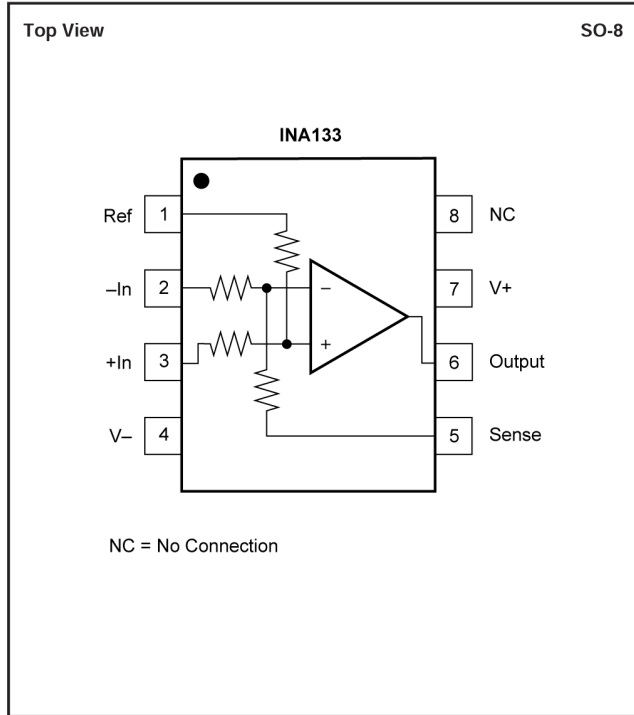 Top View
SO-8
INA133
Ref 1
8 NC
–In 2
–
7 V+
+In 3
+
6 Output
V– 4
5 Sense
NC = No Connection